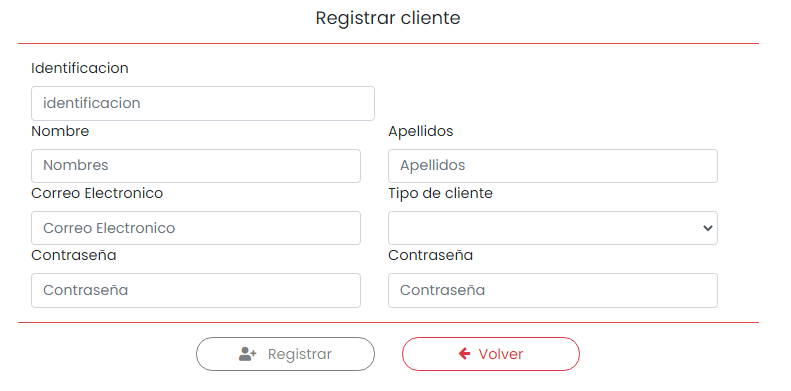 Registrar cliente
Identificacion
identificacion
Nombre Apellidos
Nombres Apellidos
Correo Electronico Tipo de cliente
Correo Electronico
Contraseña Contraseña
Contraseña Contraseña
Registrar Volver